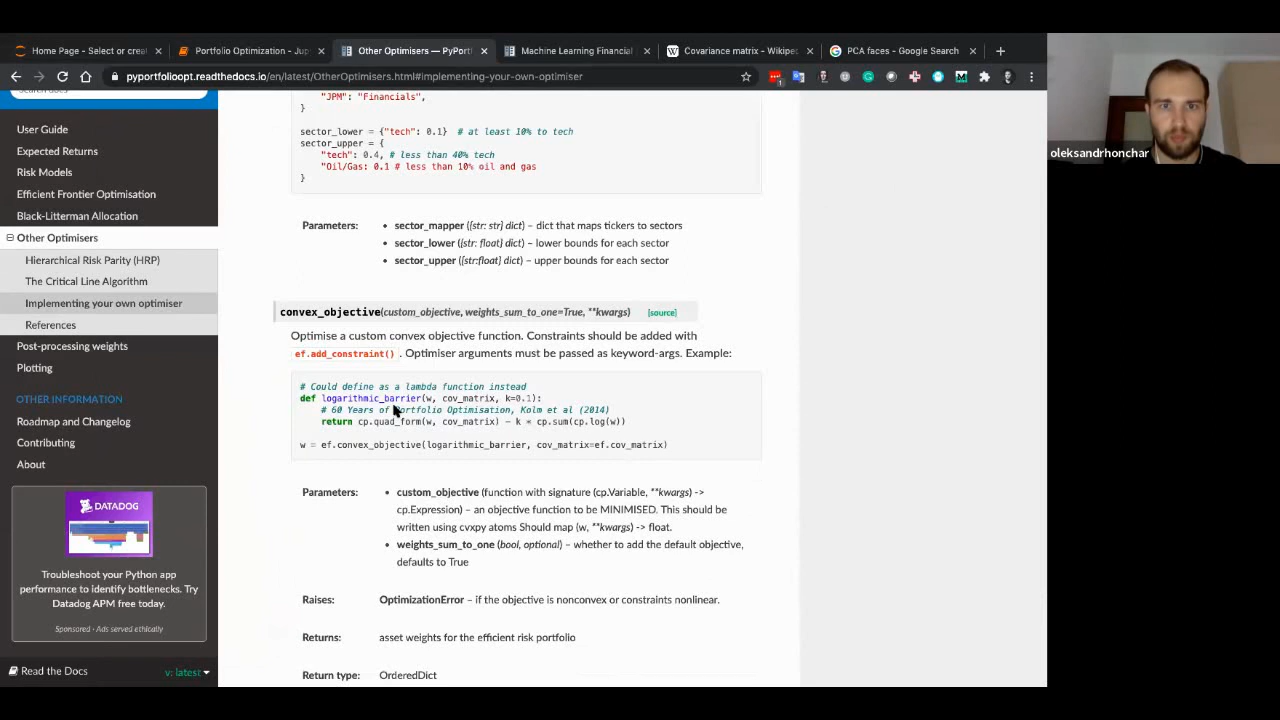 Home Page - Select or crea
Portfolio Optimization - Jup
Other Optimisers — PyPort
Machine Learning Financial
Covariance matrix - Wikipe
PCA faces - Google Search
pyportfolioopt.readthedocs.io/en/latest/OtherOptimisers.html#implementing-your-own-optimiser
Search docs
User Guide
Expected Returns
Risk Models
Efficient Frontier Optimisation
Black-Litterman Allocation
Other Optimisers
Hierarchical Risk Parity (HRP)
The Critical Line Algorithm
Implementing your own optimiser
References
Post-processing weights
Plotting
OTHER INFORMATION
Roadmap and Changelog
Contributing
About
DATADOG
Troubleshoot your Python app
performance to identify bottlenecks. Try
Datadog APM free today.
Sponsored · Ads served ethically
Read the Docs
v: latest
"JPM": "Financials",
}
sector_lower = {"tech": 0.1}  # at least 10% to tech
sector_upper = {
"tech": 0.4, # less than 40% tech
"Oil/Gas: 0.1 # less than 10% oil and gas
}
Parameters:
• sector_mapper ({str: str} dict) – dict that maps tickers to sectors
• sector_lower ({str: float} dict) – lower bounds for each sector
• sector_upper ({str:float} dict) – upper bounds for each sector
convex_objective(custom_objective, weights_sum_to_one=True, **kwargs) [source]
Optimise a custom convex objective function. Constraints should be added with
ef.add_constraint() . Optimiser arguments must be passed as keyword-args. Example:
# Could define as a lambda function instead
def logarithmic_barrier(w, cov_matrix, k=0.1):
# 60 Years of Portfolio Optimisation, Kolm et al (2014)
return cp.quad_form(w, cov_matrix) - k * cp.sum(cp.log(w))
w = ef.convex_objective(logarithmic_barrier, cov_matrix=ef.cov_matrix)
Parameters:
• custom_objective (function with signature (cp.Variable, **kwargs) ->
cp.Expression) – an objective function to be MINIMISED. This should be
written using cvxpy atoms Should map (w, **kwargs) -> float.
• weights_sum_to_one (bool, optional) – whether to add the default objective,
defaults to True
Raises: OptimizationError – if the objective is nonconvex or constraints nonlinear.
Returns: asset weights for the efficient risk portfolio
Return type: OrderedDict
oleksandrhonchar